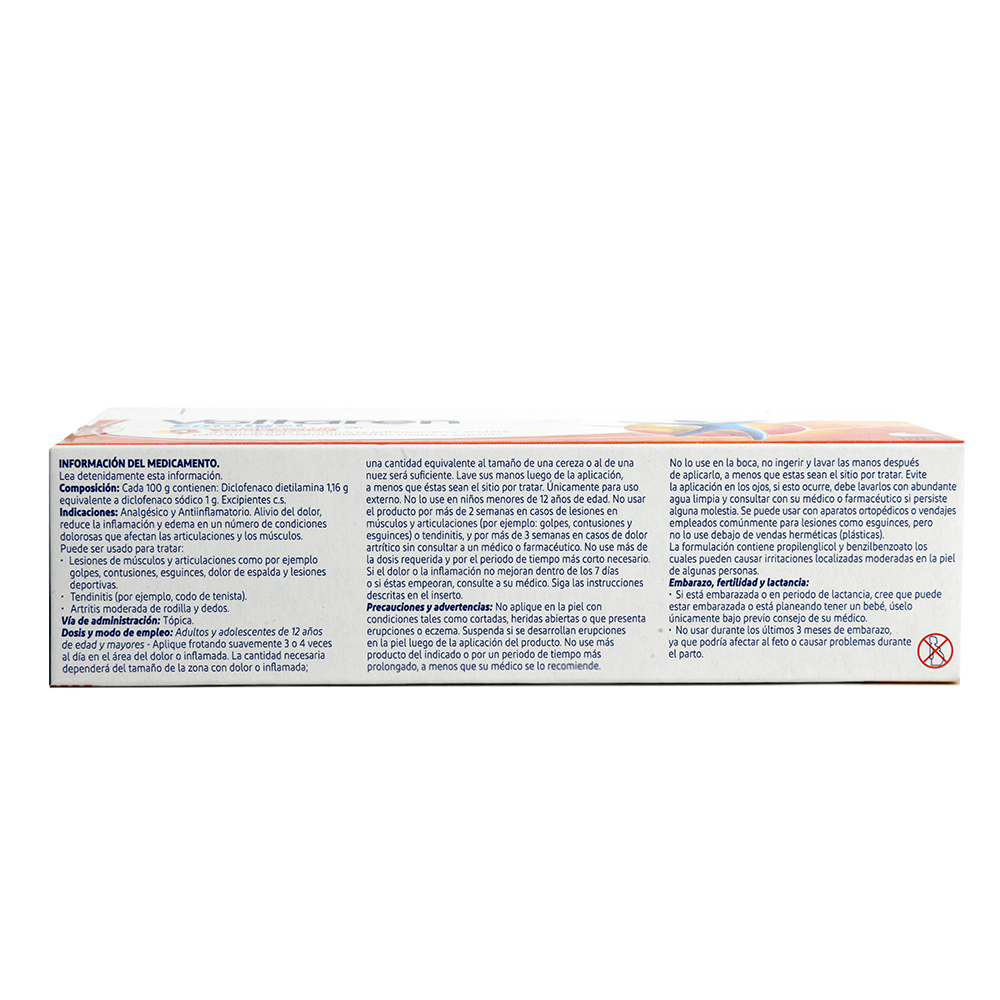 Voltaren
INFORMACIÓN DEL MEDICAMENTO.
Lea detenidamente esta información.
Composición: Cada 100 g contienen: Diclofenaco dietilamina 1,16 g
equivalente a diclofenaco sódico 1 g. Excipientes c.s.
Indicaciones: Analgésico y Antiinflamatorio. Alivio del dolor,
reduce la inflamación y edema en un número de condiciones
dolorosas que afectan las articulaciones y los músculos.
Puede ser usado para tratar:
· Lesiones de músculos y articulaciones como por ejemplo
golpes, contusiones, esguinces, dolor de espalda y lesiones
deportivas.
· Tendinitis (por ejemplo, codo de tenista).
· Artritis moderada de rodilla y dedos.
Vía de administración: Tópica.
Dosis y modo de empleo: Adultos y adolescentes de 12 años
de edad y mayores - Aplique frotando suavemente 3 o 4 veces
al día en el área del dolor o inflamada. La cantidad necesaria
dependerá del tamaño de la zona con dolor o inflamada;
una cantidad equivalente al tamaño de una cereza o al de una
nuez será suficiente. Lave sus manos luego de la aplicación,
a menos que éstas sean el sitio por tratar. Únicamente para uso
externo. No lo use en niños menores de 12 años de edad. No usar
el producto por más de 2 semanas en casos de lesiones en
músculos y articulaciones (por ejemplo: golpes, contusiones y
esguinces) o tendinitis, y por más de 3 semanas en casos de dolor
artrítico sin consultar a un médico o farmacéutico. No use más de
la dosis requerida y por el periodo de tiempo más corto necesario.
Si el dolor o la inflamación no mejoran dentro de los 7 días
o si éstas empeoran, consulte a su médico. Siga las instrucciones
descritas en el inserto.
Precauciones y advertencias: No aplique en la piel con
condiciones tales como cortadas, heridas abiertas o que presenta
erupciones o eczema. Suspenda si se desarrollan erupciones
en la piel luego de la aplicación del producto. No use más
producto del indicado o por un periodo de tiempo más
prolongado, a menos que su médico se lo recomiende.
No lo use en la boca, no ingerir y lavar las manos después
de aplicarlo, a menos que estas sean el sitio por tratar. Evite
la aplicación en los ojos, si esto ocurre, debe lavarlos con abundante
agua limpia y consultar con su médico o farmacéutico si persiste
alguna molestia. Se puede usar con aparatos ortopédicos o vendajes
empleados comúnmente para lesiones como esguinces, pero
no lo use debajo de vendas herméticas (plásticas).
La formulación contiene propilenglicol y benzilbenzoato los
cuales pueden causar irritaciones localizadas moderadas en la piel
de algunas personas.
Embarazo, fertilidad y lactancia:
· Si está embarazada o en periodo de lactancia, cree que puede
estar embarazada o está planeando tener un bebé, úselo
únicamente bajo previo consejo de su médico.
· No usar durante los últimos 3 meses de embarazo,
ya que podría afectar al feto o causar problemas durante
el parto.